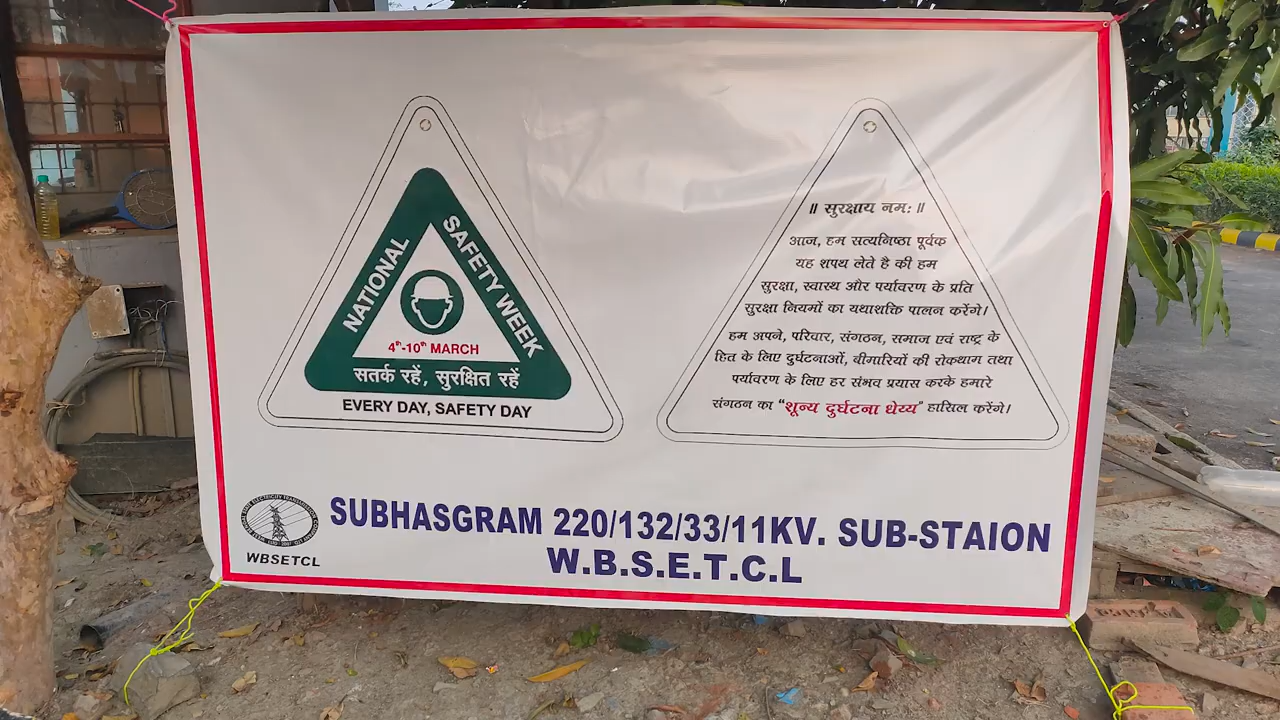 NATIONAL
SAFETY WEEK
4th-10th MARCH
सतर्क रहें, सुरक्षित रहें
EVERY DAY, SAFETY DAY
॥ सुरक्षाय नमः ॥
आज, हम सत्यनिष्ठा पूर्वक
यह शपथ लेते है की हम
सुरक्षा, स्वास्थ और पर्यावरण के प्रति
सुरक्षा नियमों का यथाशक्ति पालन करेंगे।
हम अपने, परिवार, संगठन, समाज एवं राष्ट्र के
हित के लिए दुर्घटनाओं, बीमारियों की रोकथाम तथा
पर्यावरण के लिए हर संभव प्रयास करके हमारे
संगठन का "शून्य दुर्घटना धेय्य" हासिल करेंगे।
WBSETCL
SUBHASGRAM 220/132/33/11KV. SUB-STAION
W.B.S.E.T.C.L